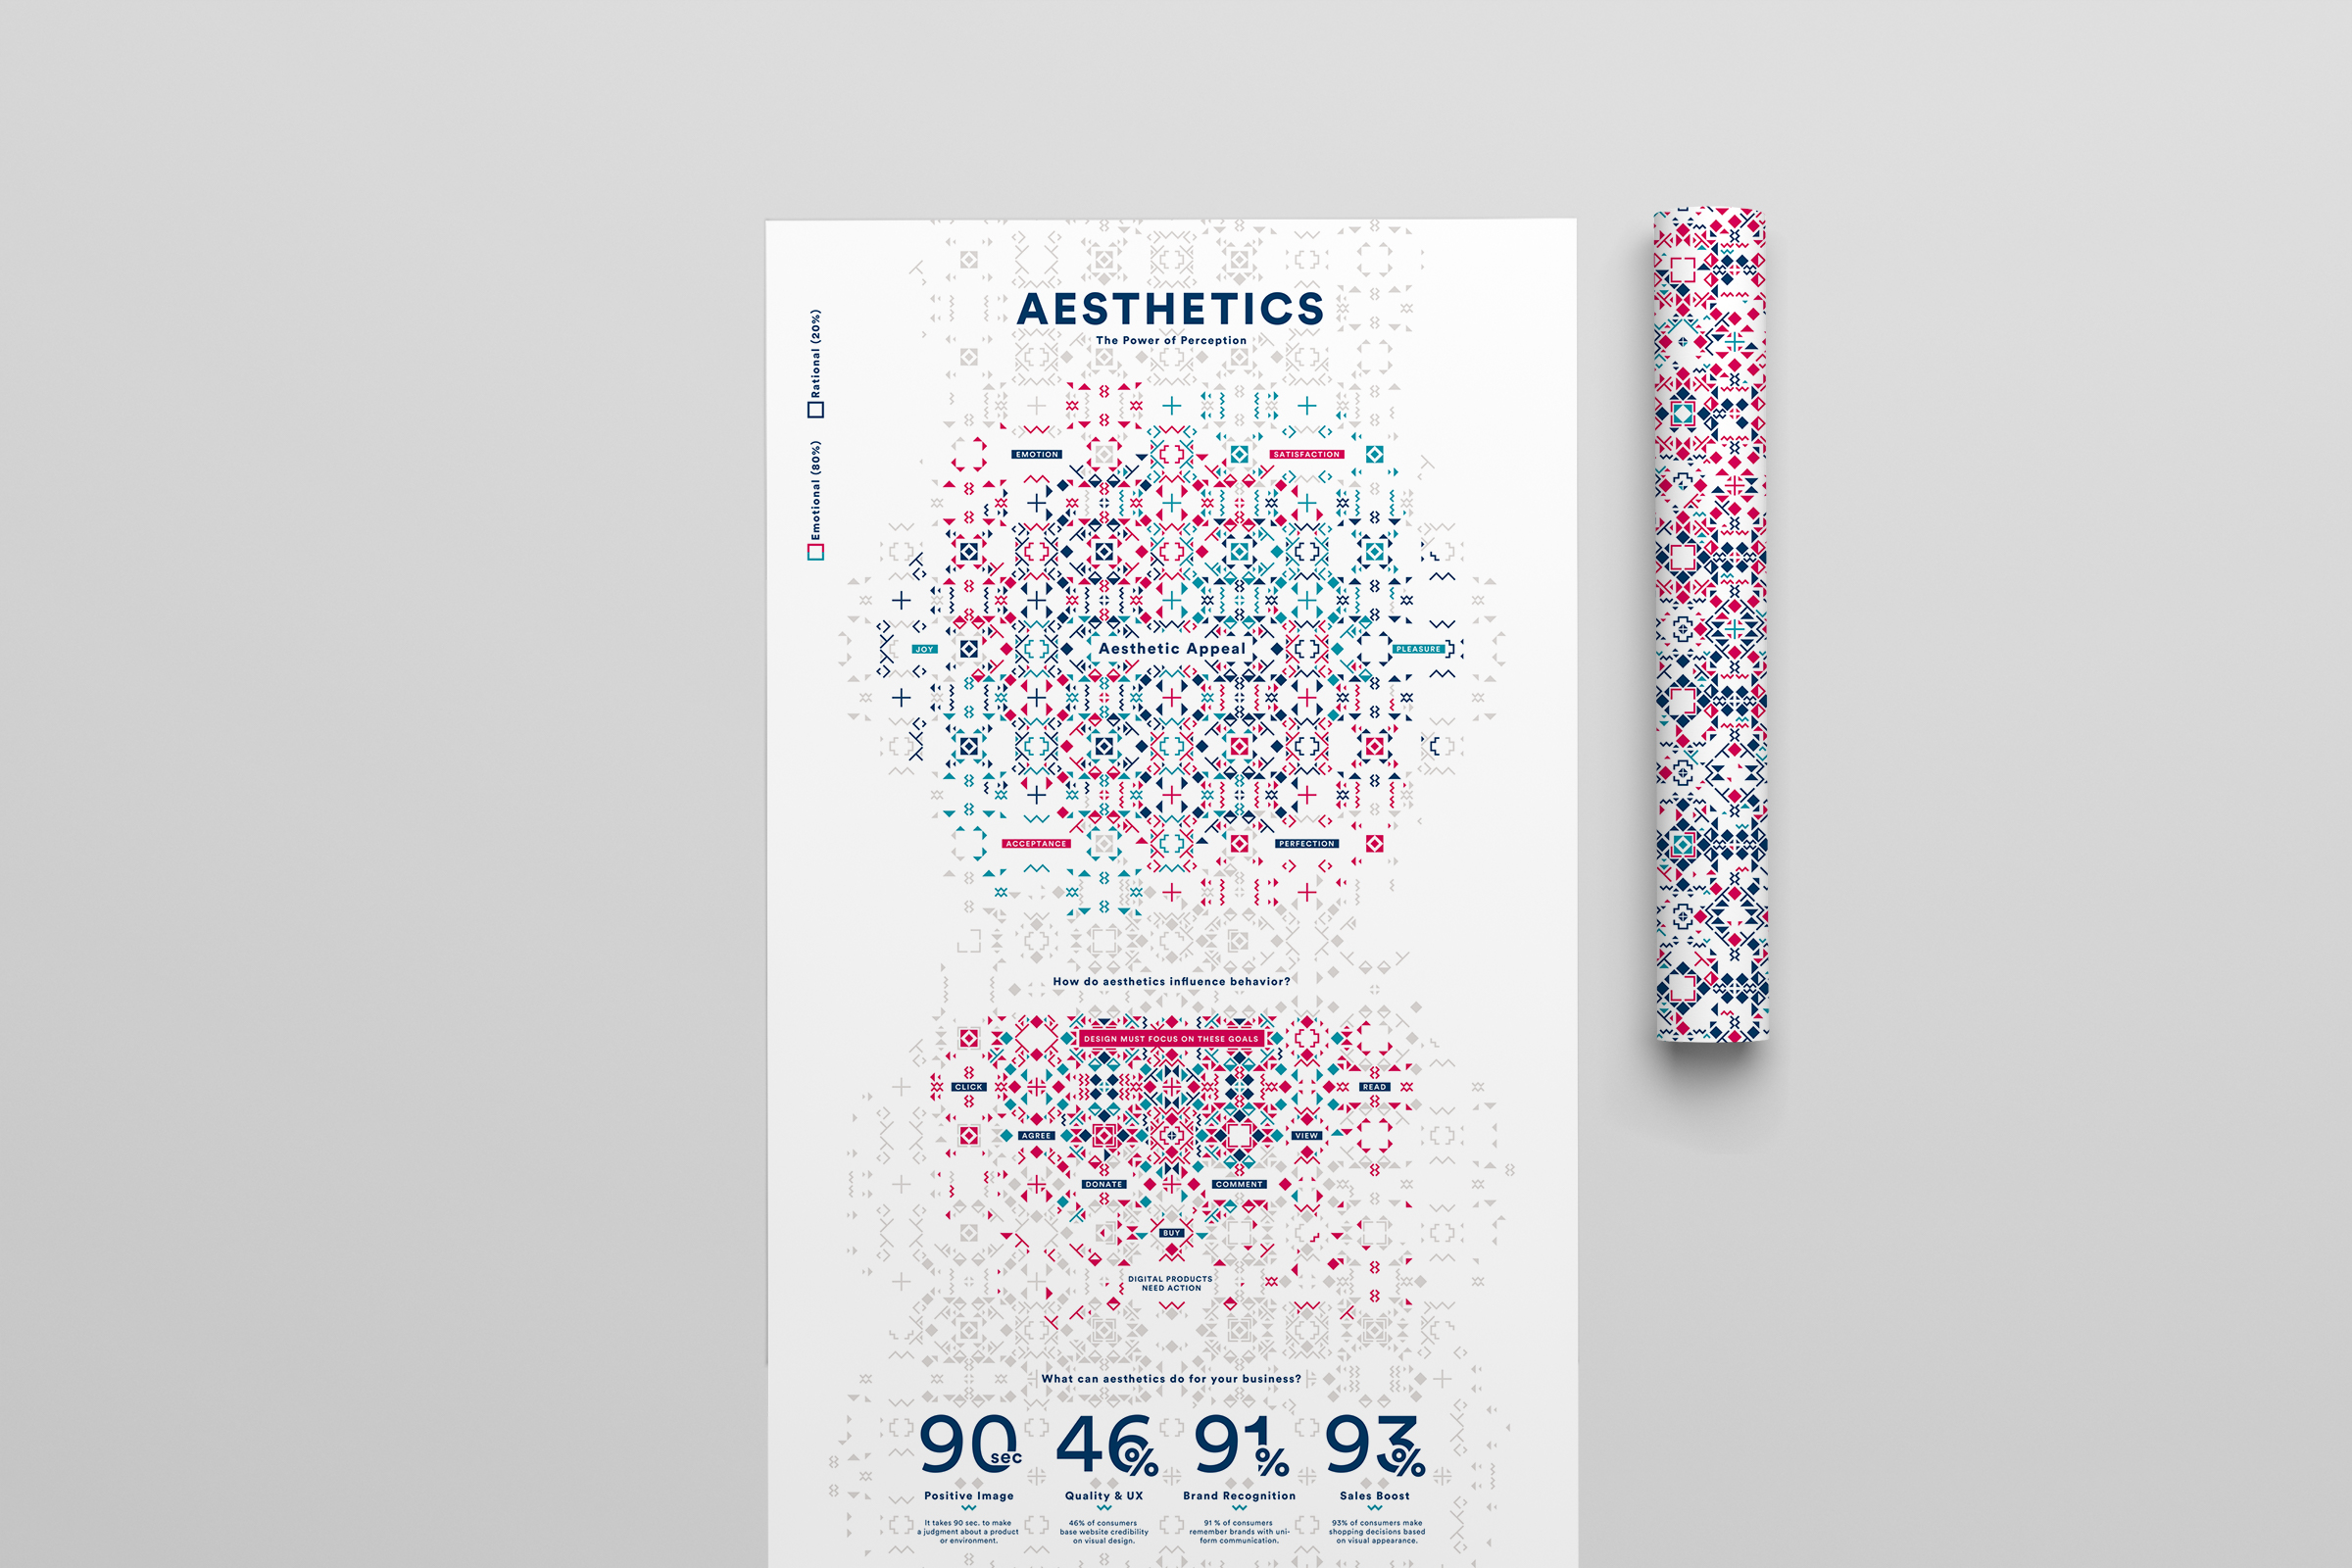 AESTHETICS
The Power of Perception
Rational (20%)
Emotional (80%)
EMOTION
SATISFACTION
JOY
Aesthetic Appeal
PLEASURE
ACCEPTANCE
PERFECTION
How do aesthetics influence behavior?
DESIGN MUST FOCUS ON THESE GOALS
CLICK
READ
AGREE
VIEW
DONATE
COMMENT
BUY
DIGITAL PRODUCTS
NEED ACTION
What can aesthetics do for your business?
90 sec
Positive Image
It takes 90 sec. to make
a judgment about a product
or environment.
46%
Quality & UX
46% of consumers
base website credibility
on visual design.
91%
Brand Recognition
91 % of consumers
remember brands with uni-
form communication.
93%
Sales Boost
93% of consumers make
shopping decisions based
on visual appearance.